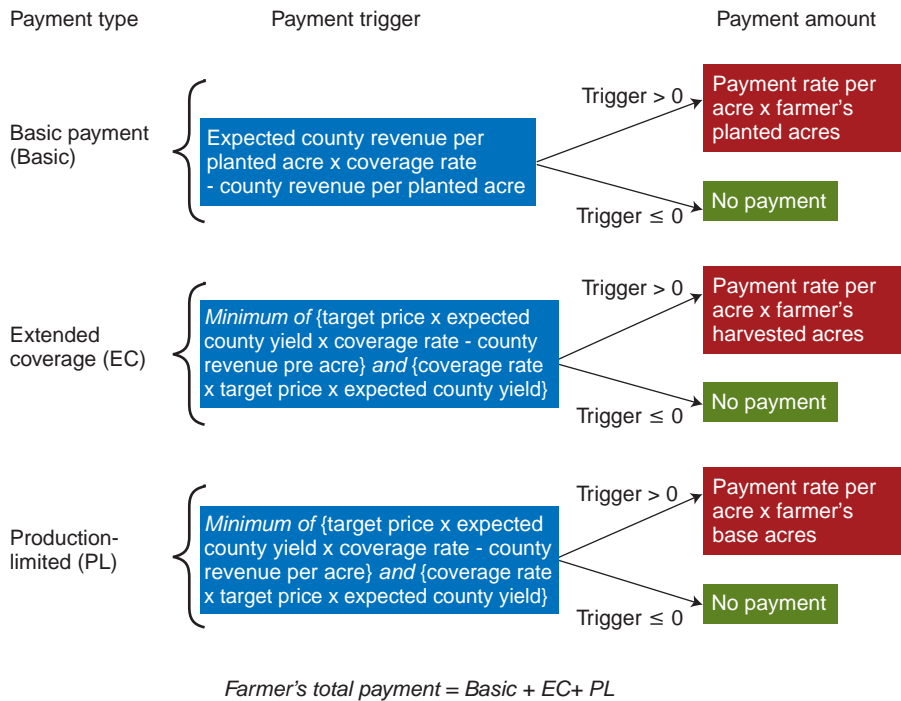 Payment type
Payment trigger
Payment amount
Basic payment
(Basic)
Expected county revenue per
planted acre x coverage rate
- county revenue per planted acre
Trigger > 0
Payment rate per
acre x farmer's
planted acres
Trigger ≤ 0
No payment
Extended
coverage (EC)
Minimum of {target price x expected
county yield x coverage rate - county
revenue pre acre} and {coverage rate
x target price x expected county yield}
Trigger > 0
Payment rate per
acre x farmer's
harvested acres
Trigger ≤ 0
No payment
Production-
limited (PL)
Minimum of {target price x expected
county yield x coverage rate - county
revenue per acre} and {coverage rate
x target price x expected county yield}
Trigger > 0
Payment rate per
acre x farmer's
base acres
Trigger ≤ 0
No payment
Farmer's total payment = Basic + EC+ PL